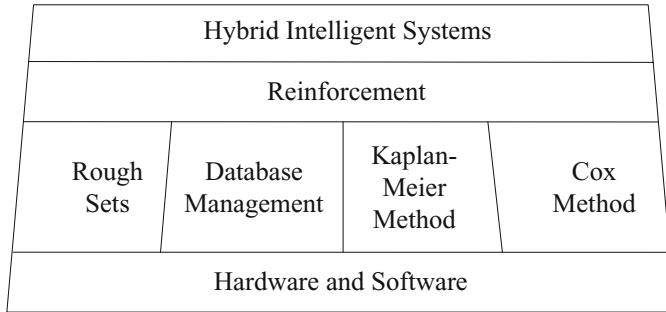 Hybrid Intelligent Systems
Reinforcement
Rough
Sets
Database
Management
Kaplan-
Meier
Method
Cox
Method
Hardware and Software